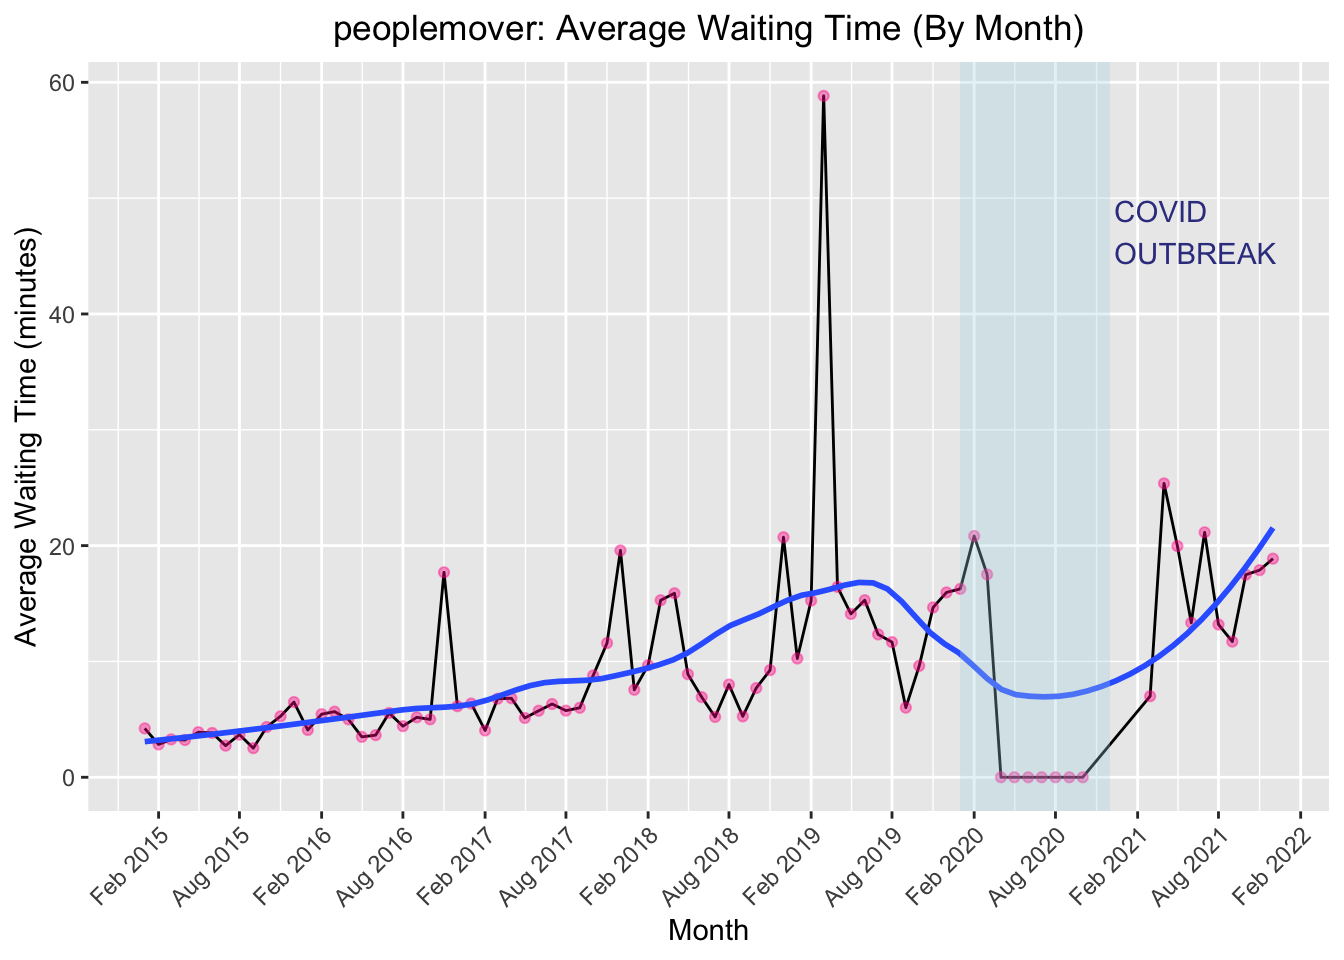 peoplemover: Average Waiting Time (By Month)
60
40
20
0
Average Waiting Time (minutes)
COVID
OUTBREAK
Feb 2015
Aug 2015
Feb 2016
Aug 2016
Feb 2017
Aug 2017
Feb 2018
Aug 2018
Feb 2019
Aug 2019
Feb 2020
Aug 2020
Feb 2021
Aug 2021
Feb 2022
Month